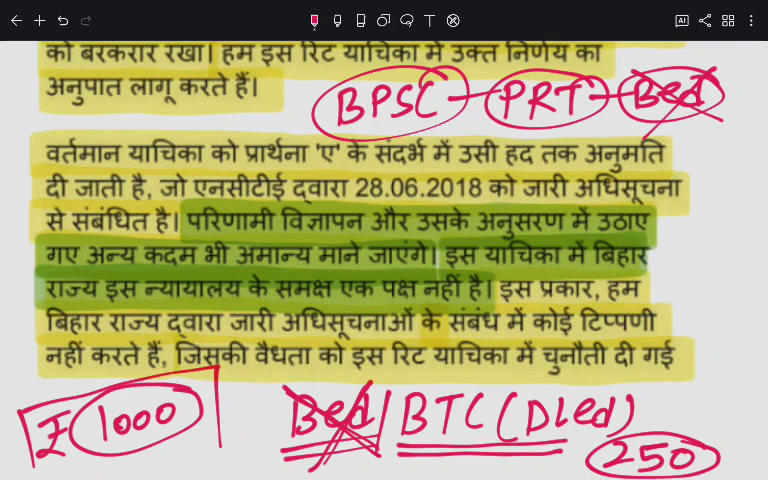 को बरकरार रखा। हम इस रिट याचिका में उक्त निर्णय का
अनुपात लागू करते हैं।
BPSC - PRT - Bed
वर्तमान याचिका को प्रार्थना 'ए' के संदर्भ में उसी हद तक अनुमति
दी जाती है, जो एनसीटीई द्वारा 28.06.2018 को जारी अधिसूचना
से संबंधित है। परिणामी विज्ञापन और उसके अनुसरण में उठाए
गए अन्य कदम भी अमान्य माने जाएंगे। इस याचिका में बिहार
राज्य इस न्यायालय के समक्ष एक पक्ष नहीं है। इस प्रकार, हम
बिहार राज्य द्वारा जारी अधिसूचनाओं के संबंध में कोई टिप्पणी
नहीं करते हैं, जिसकी वैधता को इस रिट याचिका में चुनौती दी गई
₹ 1000 Bed | BTC (Dled)
250